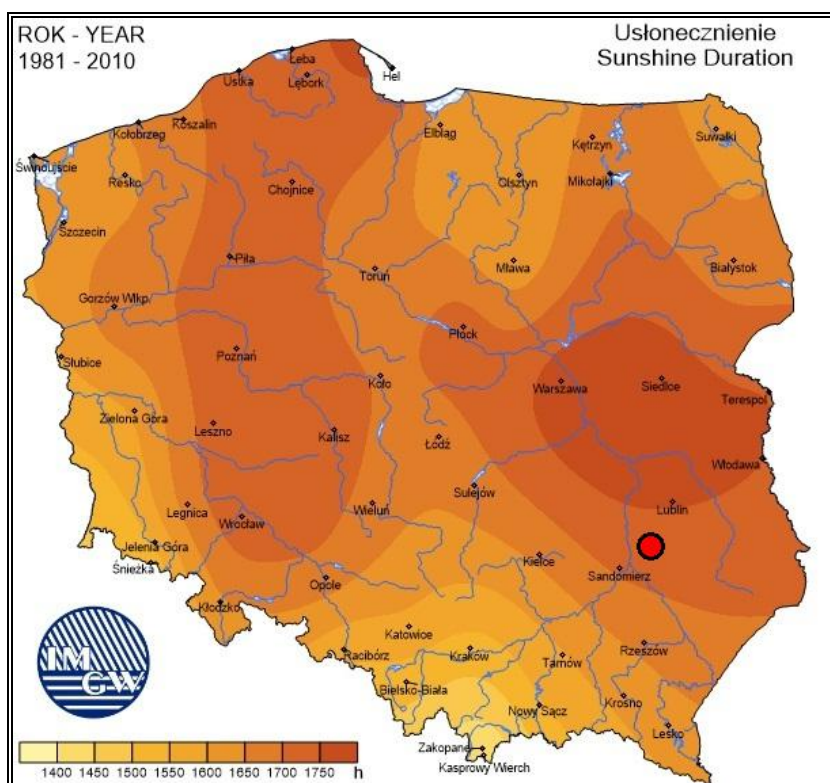 ROK - YEAR
1981 - 2010
Usłonecznienie
Sunshine Duration
Łeba
Hel
Ustka
Lębork
Koszalin
Kołobrzeg
Elbląg
Suwałki
Kętrzyn
Świnoujście
Resko
Chojnice
Olsztyn
Mikołajki
Szczecin
Piła
Toruń
Mława
Białystok
Gorzów Wlkp.
Płock
Słubice
Poznań
Koło
Warszawa
Siedlce
Terespol
Zielona Góra
Leszno
Kalisz
Łódź
Włodawa
Legnica
Wrocław
Wieluń
Sulejów
Lublin
Jelenia Góra
Śnieżka
Kielce
Sandomierz
Kłodzko
Opole
Katowice
Racibórz
Kraków
Tarnów
Rzeszów
Bielsko-Biała
Nowy Sącz
Krosno
Lesko
Zakopane
Kasprowy Wierch
IM
GW
1400 1450 1500 1600 1650 1700 1750 h